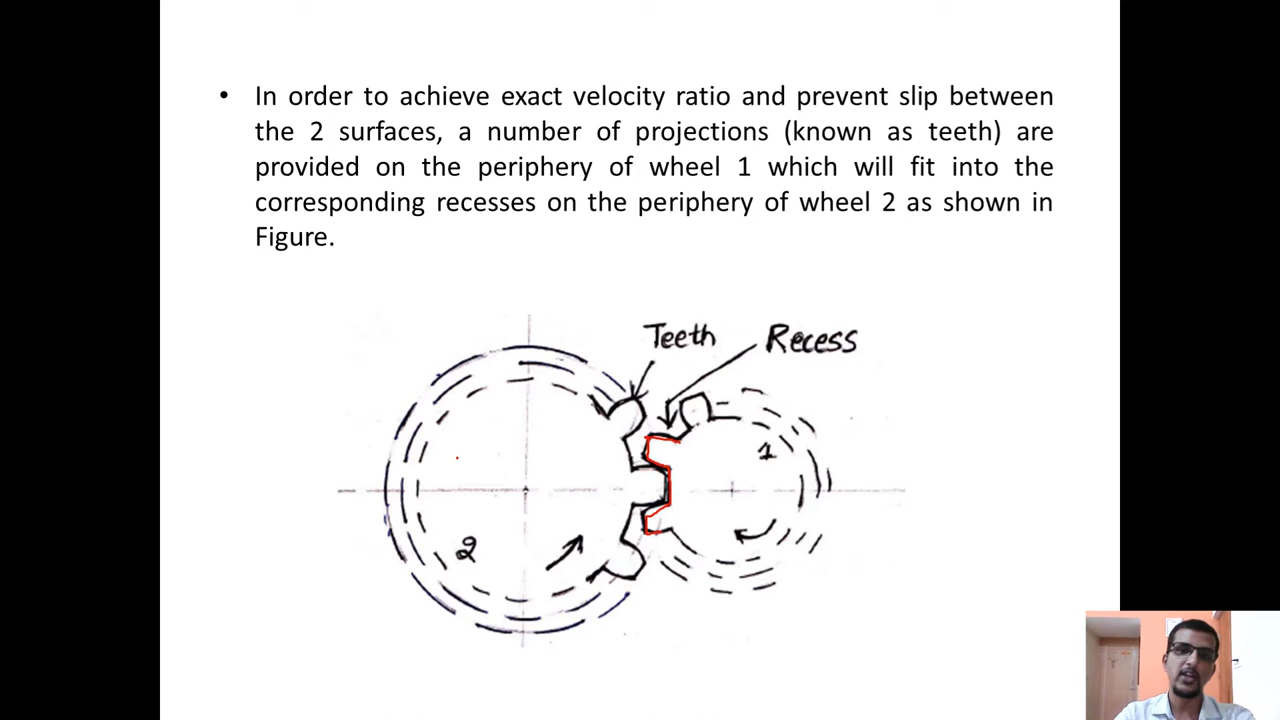 • In order to achieve exact velocity ratio and prevent slip between
the 2 surfaces, a number of projections (known as teeth) are
provided on the periphery of wheel 1 which will fit into the
corresponding recesses on the periphery of wheel 2 as shown in
Figure.
Teeth
Recess
1
2